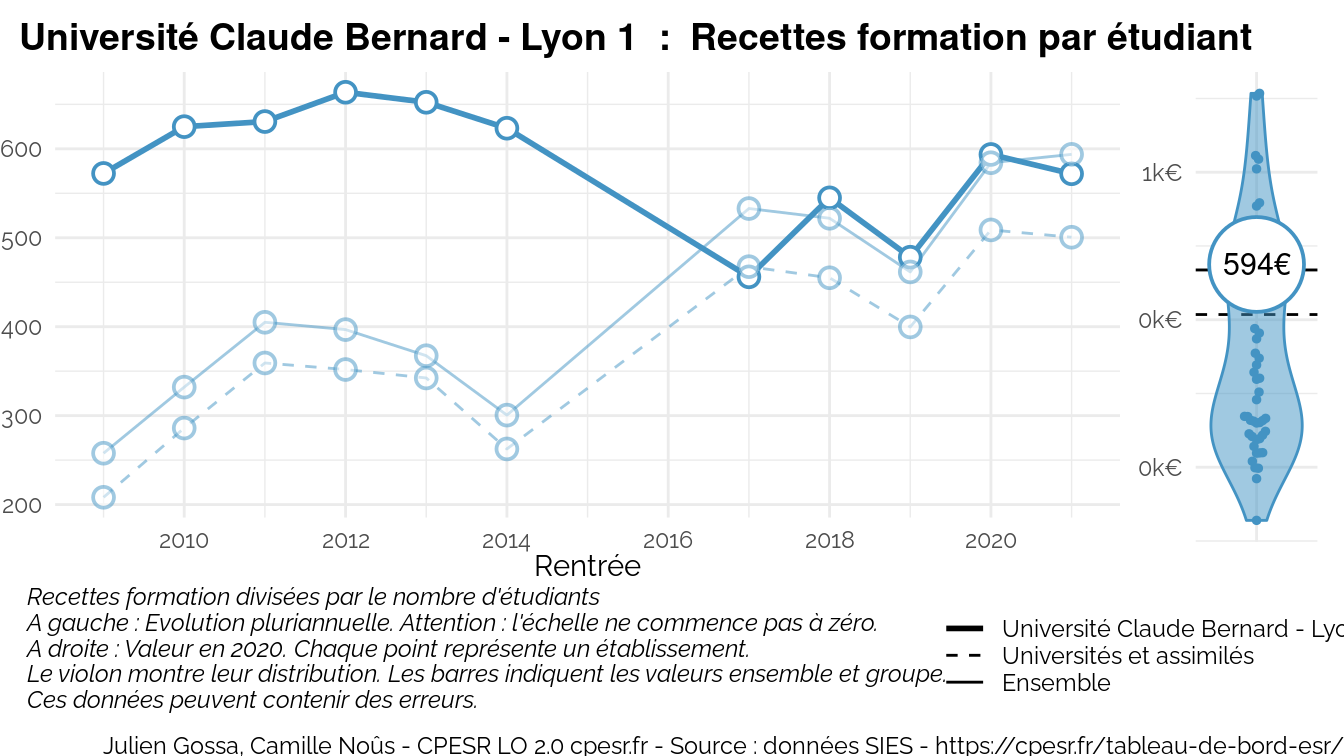 Université Claude Bernard - Lyon 1 : Recettes formation par étudiant
600
500
400
300
200
2010 2012 2014 2016 2018 2020
Rentrée
1k€
0k€
0k€
594€
Recettes formation divisées par le nombre d'étudiants
A gauche : Evolution pluriannuelle. Attention : l'échelle ne commence pas à zéro.
A droite : Valeur en 2020. Chaque point représente un établissement.
Le violon montre leur distribution. Les barres indiquent les valeurs ensemble et groupe.
Ces données peuvent contenir des erreurs.
Université Claude Bernard - Lyo
Universités et assimilés
Ensemble
Julien Gossa, Camille Noûs - CPESR LO 2.0 cpesr.fr - Source : données SIES - https://cpesr.fr/tableau-de-bord-esr/